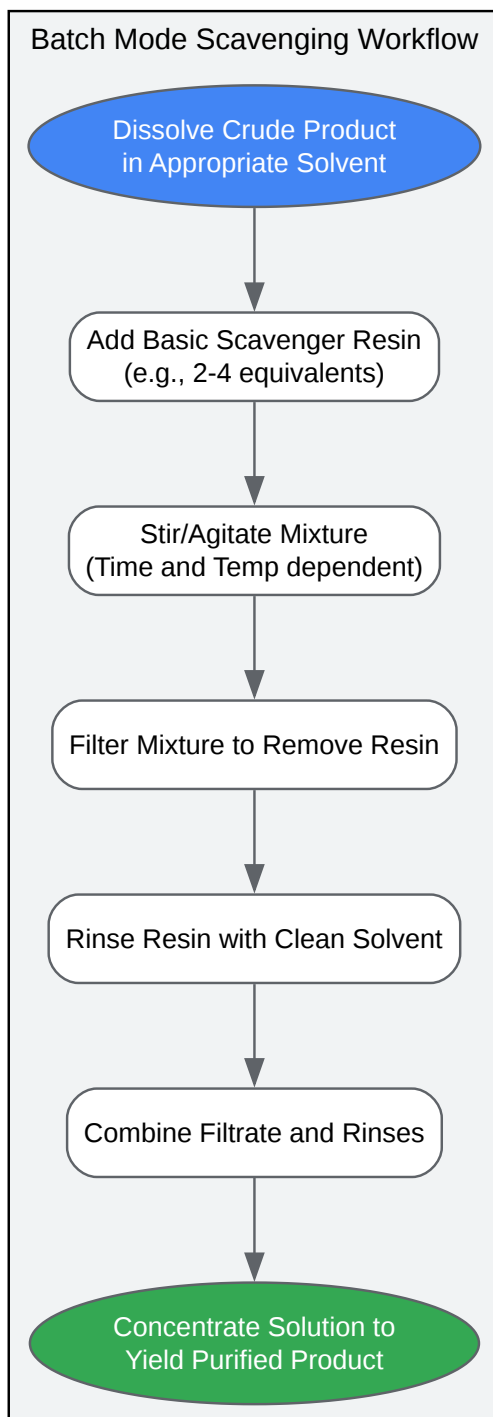 Batch Mode Scavenging Workflow
Dissolve Crude Product
in Appropriate Solvent
Add Basic Scavenger Resin
(e.g., 2-4 equivalents)
Stir/Agitate Mixture
(Time and Temp dependent)
Filter Mixture to Remove Resin
Rinse Resin with Clean Solvent
Combine Filtrate and Rinses
Concentrate Solution to
Yield Purified Product